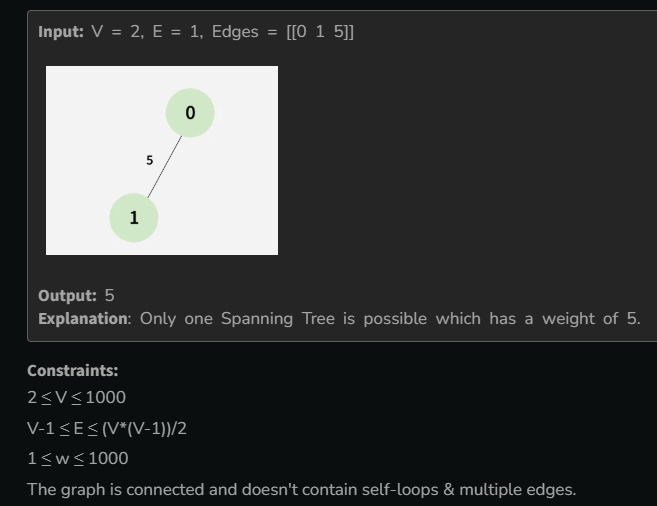 Input: V = 2, E = 1, Edges = [[0 1 5]]
0
5
1
Output: 5
Explanation: Only one Spanning Tree is possible which has a weight of 5.
Constraints:
2 ≤ V ≤ 1000
V-1 ≤ E ≤ (V*(V-1))/2
1 ≤ w ≤ 1000
The graph is connected and doesn't contain self-loops & multiple edges.